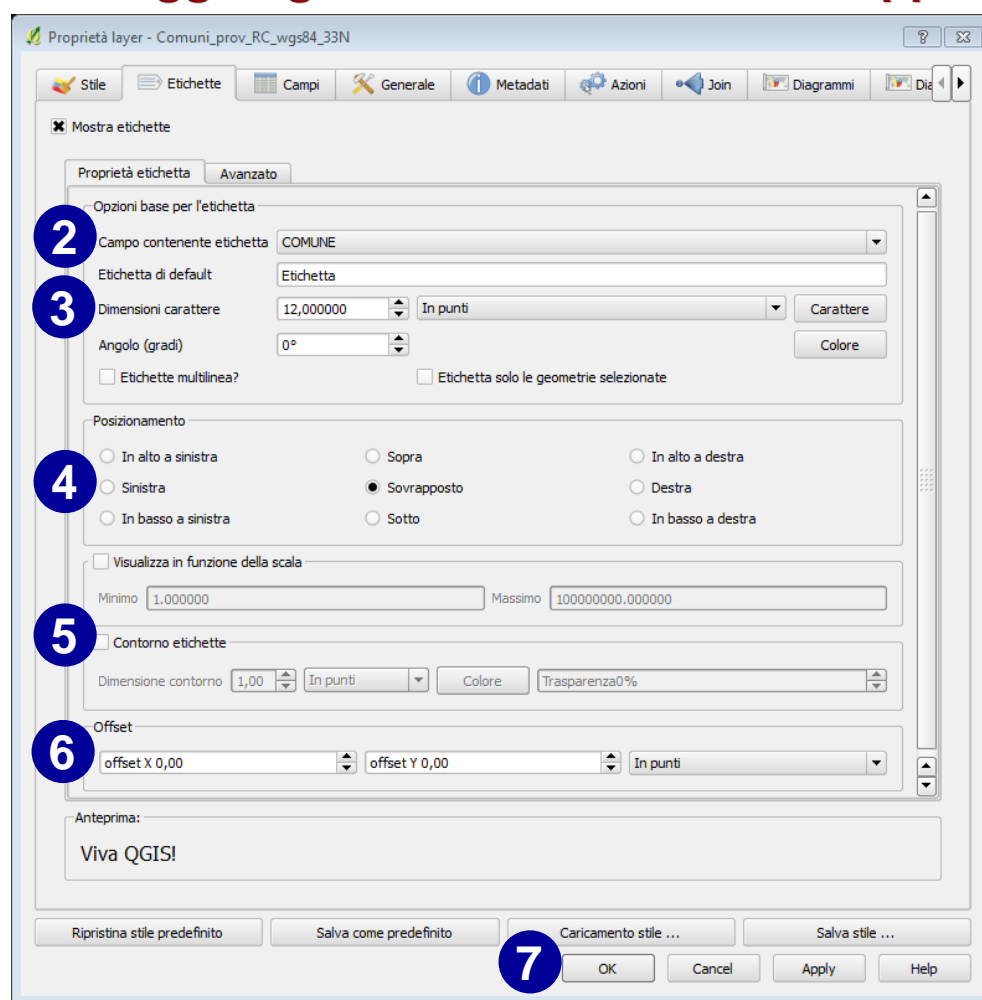 Proprietà layer - Comuni_prov_RC_wgs84_33N
Stile Etichette Campi Generale Metadati Azioni Join Diagrammi Dia
Mostra etichette
Proprietà etichetta Avanzato
Opzioni base per l'etichetta
2 Campo contenente etichetta COMUNE
Etichetta di default Etichetta
3 Dimensioni carattere 12,000000 In punti Carattere
Angolo (gradi) 0° Colore
Etichette multilinea? Etichetta solo le geometrie selezionate
Posizionamento
In alto a sinistra Sopra In alto a destra
4 Sinistra Sovrapposto Destra
In basso a sinistra Sotto In basso a destra
Visualizza in funzione della scala
Minimo 1.000000 Massimo 100000000.000000
5 Contorno etichette
Dimensione contorno 1,00 In punti Colore Trasparenza0%
Offset
6 offset X 0,00 offset Y 0,00 In punti
Anteprima:
Viva QGIS!
Ripristina stile predefinito Salva come predefinito Caricamento stile ... Salva stile ...
7 OK Cancel Apply Help